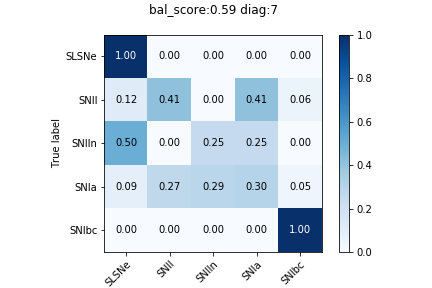 bal_score:0.59 diag:7
SLSNe 1.00 0.00 0.00 0.00 0.00
SNII 0.12 0.41 0.00 0.41 0.06
SNIIn 0.50 0.00 0.25 0.25 0.00
SNIa 0.09 0.27 0.29 0.30 0.05
SNIbc 0.00 0.00 0.00 0.00 1.00
True label
SLSNe SNII SNIIn SNIa SNIbc
1.0
0.8
0.6
0.4
0.2
0.0